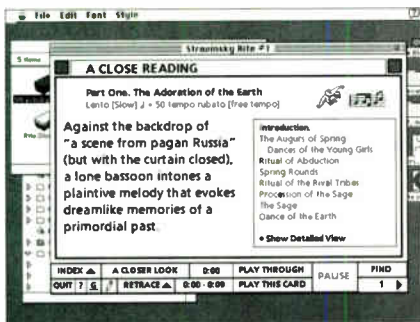 File Edit Font Style
Stravinsky Rite #1
5 items
A CLOSE READING
Part One. The Adoration of the Earth
Lento [Slow] ♩ = 50 tempo rubato [free tempo]
Against the backdrop of
"a scene from pagan Russia"
(but with the curtain closed),
a lone bassoon intones a
plaintive melody that evokes
dreamlike memories of a
primordial past.
Introduction
The Augurs of Spring
Dances of the Young Girls
Ritual of Abduction
Spring Rounds
Ritual of the Rival Tribes
Procession of the Sage
The Sage
Dance of the Earth
• Show Detailed View
INDEX A CLOSER LOOK 0:00 PLAY THROUGH PAUSE FIND
QUIT ? G RETRACE 0:00 - 0:09 PLAY THIS CARD 1